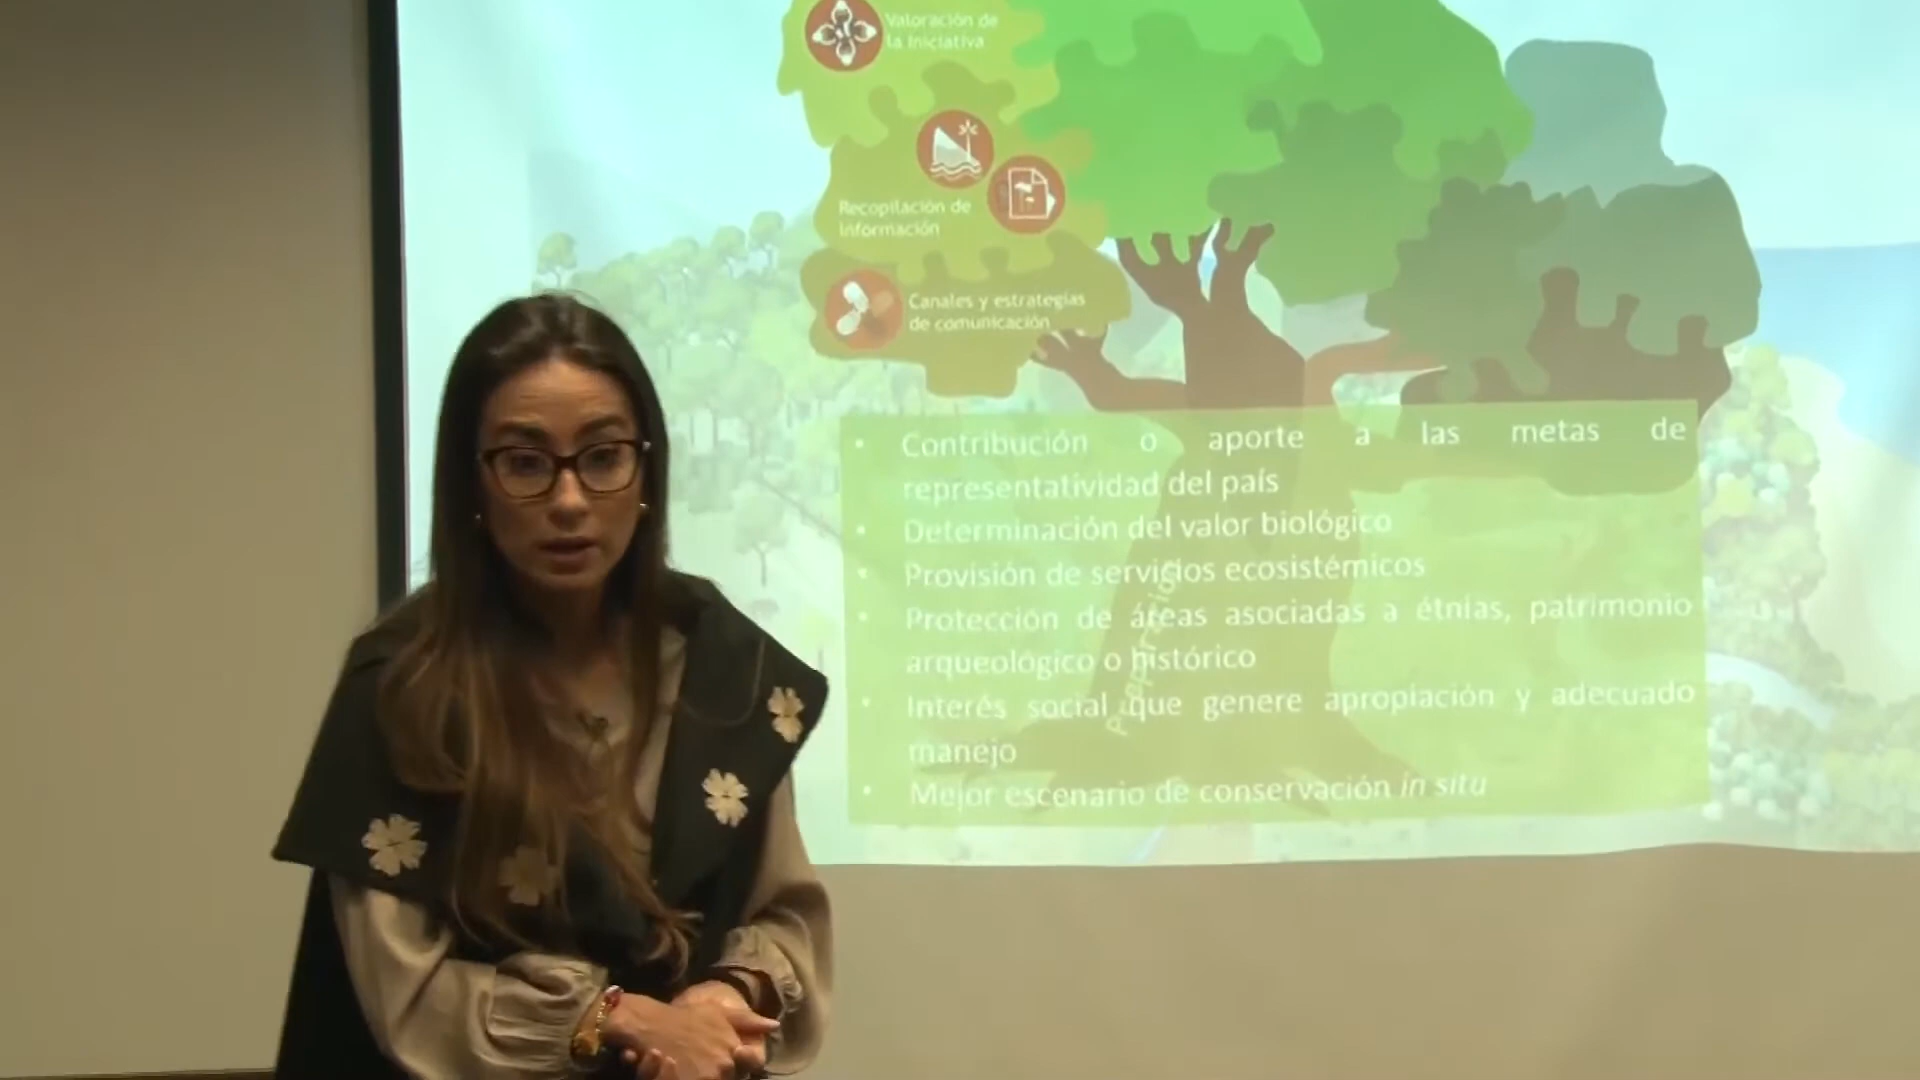 Valoración de
la Iniciativa
Recopilación de
Información
Canales y estrategias
de comunicación
• Contribución o aporte a las metas de
representatividad del país
• Determinación del valor biológico
• Provisión de servicios ecosistémicos
• Protección de áreas asociadas a étnias, patrimonio
arqueológico o histórico
• Interés social que genere apropiación y adecuado
manejo
• Mejor escenario de conservación in situ
Preparación